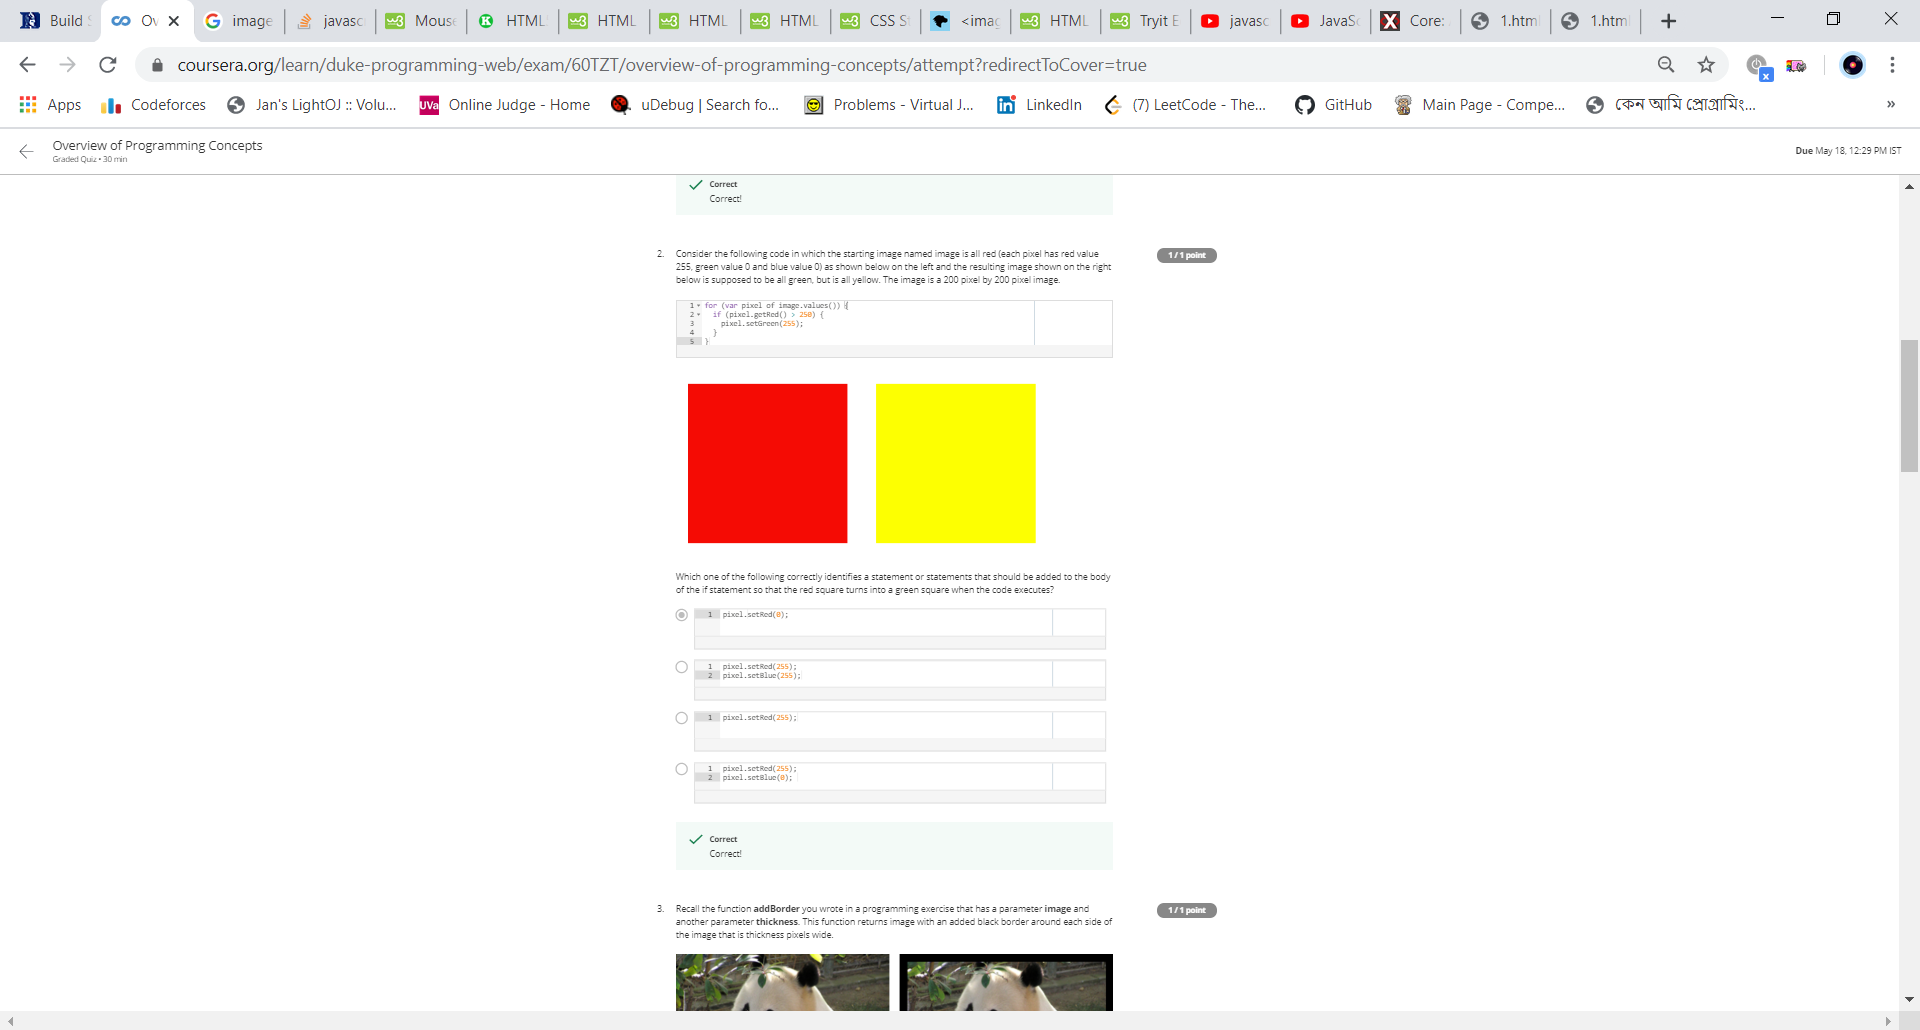 Build S
Ov
image
javasc
Mouse
HTML
HTML
HTML
HTML
CSS S
<imag
HTML
Tryit E
javasc
JavaSc
Core:
1.htm
1.htm
coursera.org/learn/duke-programming-web/exam/60TZT/overview-of-programming-concepts/attempt?redirectToCover=true
Apps
Codeforces
Jan's LightOJ :: Volu...
UVa Online Judge - Home
uDebug | Search fo...
Problems - Virtual J...
LinkedIn
(7) LeetCode - The...
GitHub
Main Page - Compe...
কেন আমি প্রোগ্রামিং...
»
Overview of Programming Concepts
Graded Quiz • 30 min
Due May 18, 12:29 PM IST
Correct
Correct!
2. Consider the following code in which the starting image named image is all red (each pixel has red value
255, green value 0 and blue value 0) as shown below on the left and the resulting image shown on the right
below is supposed to be all green, but is all yellow. The image is a 200 pixel by 200 pixel image.
1/1 point
1 for (var pixel of image.values()) {
2 if (pixel.getRed() > 250) {
3 pixel.setGreen(255);
4 }
5 }
Which one of the following correctly identifies a statement or statements that should be added to the body
of the if statement so that the red square turns into a green square when the code executes?
1 pixel.setRed(0);
1 pixel.setRed(255);
2 pixel.setBlue(255);
1 pixel.setRed(255);
1 pixel.setRed(255);
2 pixel.setBlue(0);
Correct
Correct!
3. Recall the function addBorder you wrote in a programming exercise that has a parameter image and
another parameter thickness. This function returns image with an added black border around each side of
the image that is thickness pixels wide.
1/1 point